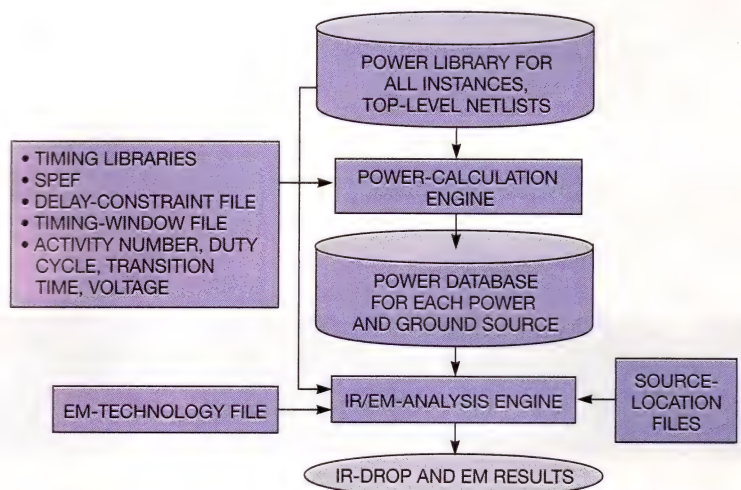 POWER LIBRARY FOR
ALL INSTANCES,
TOP-LEVEL NETLISTS
• TIMING LIBRARIES
• SPEF
• DELAY-CONSTRAINT FILE
• TIMING-WINDOW FILE
• ACTIVITY NUMBER, DUTY
CYCLE, TRANSITION
TIME, VOLTAGE
POWER-CALCULATION
ENGINE
POWER DATABASE
FOR EACH POWER
AND GROUND SOURCE
EM-TECHNOLOGY FILE
IR/EM-ANALYSIS ENGINE
SOURCE-
LOCATION
FILES
IR-DROP AND EM RESULTS